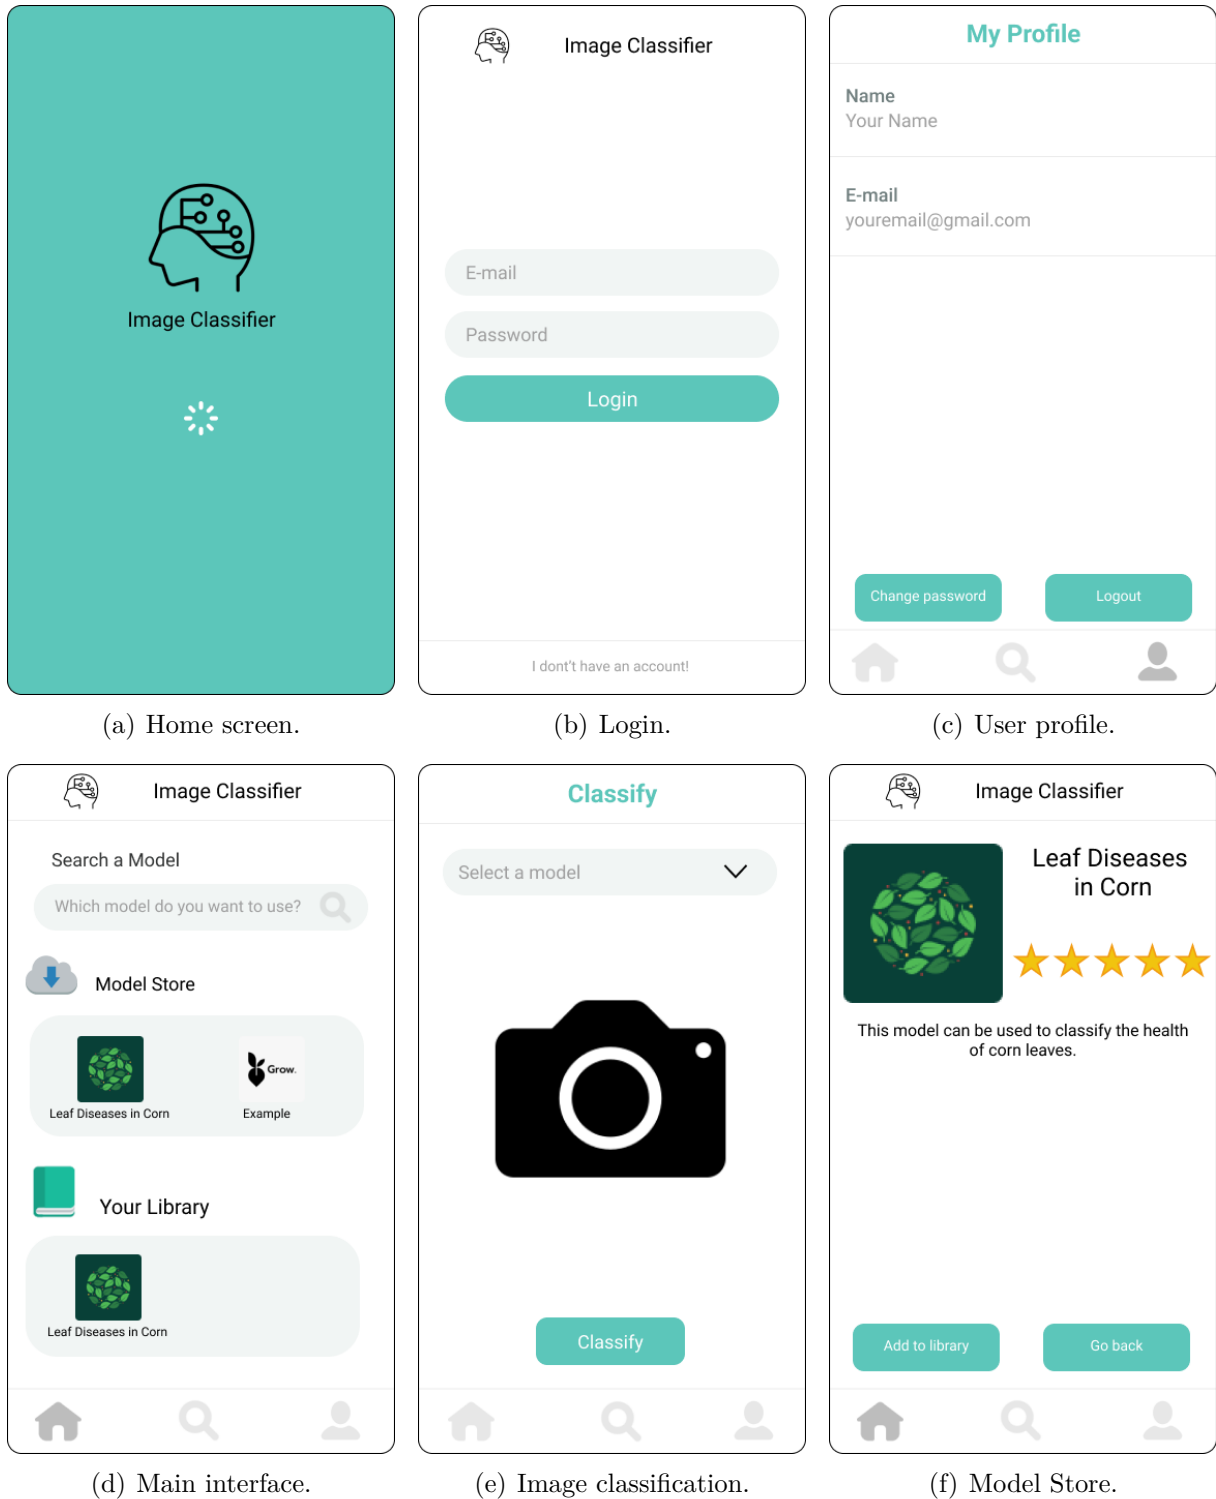 Image Classifier
(a) Home screen.
Image Classifier
E-mail
Password
Login
I dont't have an account!
(b) Login.
My Profile
Name
Your Name
E-mail
youremail@gmail.com
Change password
Logout
(c) User profile.
Image Classifier
Search a Model
Which model do you want to use?
Model Store
Grow.
Leaf Diseases in Corn
Example
Your Library
Leaf Diseases in Corn
(d) Main interface.
Classify
Select a model
Classify
(e) Image classification.
Image Classifier
Leaf Diseases
in Corn
This model can be used to classify the health
of corn leaves.
Add to library
Go back
(f) Model Store.